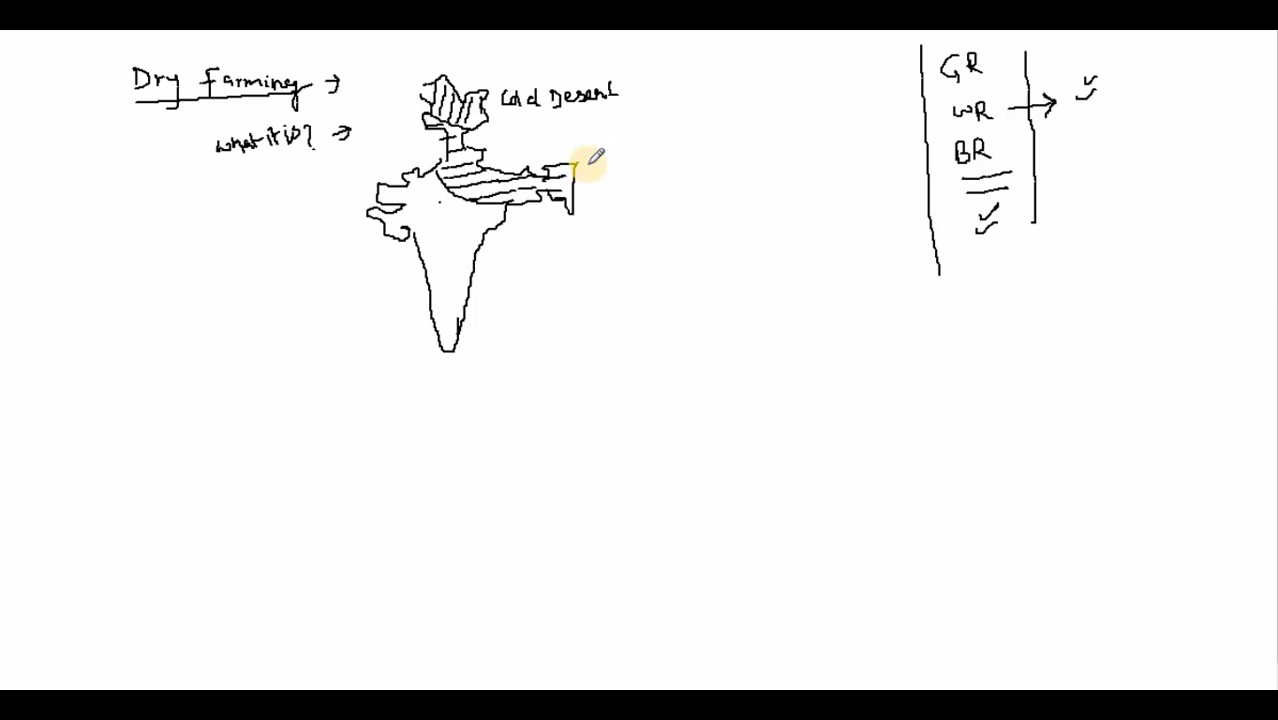 Dry Farming →
what it is? →
Cold Desert
GR
WR →
BR